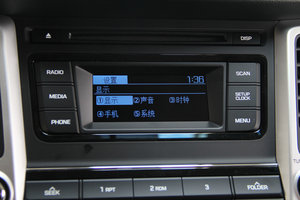 DISP
RADIO
MEDIA
PHONE
设置 1:36
显示
①显示 ②声音 ③时钟
④手机 ⑤系统
SCAN
SETUP
CLOCK
MENU
SEEK
1 RPT
2 RDM
3
FOLDER